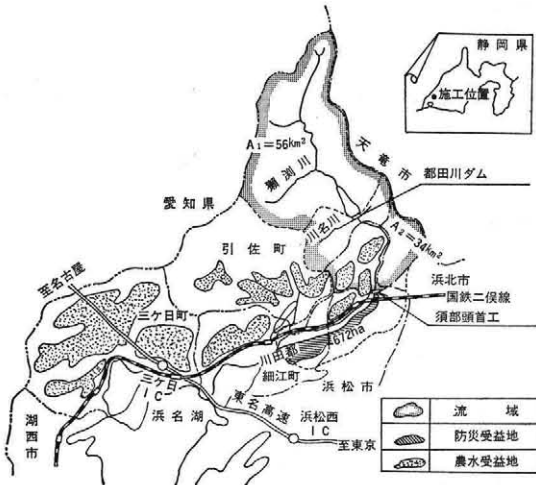 静岡県
施工位置
A₁=56km²
瀬渕川
天竜市
都田川ダム
愛知県
川名川
A₂=34km²
引佐町
浜北市
至名古屋
国鉄二俣線
須部頭首工
三ケ日町
672ha
川田都
細江町
浜松市
三ケ日
IC
東名高速
浜名湖
浜松西
IC
至東京
湖西市
流域
防災受益地
農水受益地